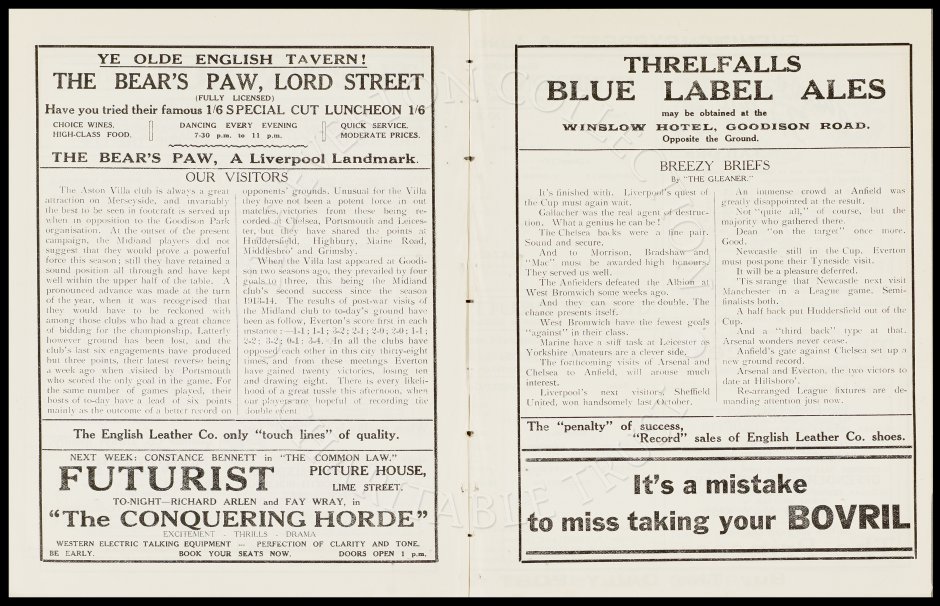 YE OLDE ENGLISH TAVERN!
THE BEAR'S PAW, LORD STREET
(FULLY LICENSED)
Have you tried their famous 1/6 SPECIAL CUT LUNCHEON 1/6
CHOICE WINES,
HIGH-CLASS FOOD.
DANCING EVERY EVENING
7-30 p.m. to 11 p.m.
QUICK SERVICE,
MODERATE PRICES.
THE BEAR'S PAW, A Liverpool Landmark.
OUR VISITORS
The Aston Villa club is always a great
attraction on Merseyside, and invariably
the best to be seen in footcraft is served up
when in opposition to the Goodison Park
organisation. At the outset of the present
campaign, the Midland players did not
suggest that they would prove a powerful
force this season; still they have retained a
sound position all through and have kept
well within the upper half of the table. A
pronounced advance was made at the turn
of the year, when it was recognised that
they would have to be reckoned with
among those clubs who had a great chance
of bidding for the championship. Latterly
however ground has been lost, and the
club's last six engagements have produced
but three points, their latest reverse being
a week ago when visited by Portsmouth
who scored the only goal in the game. For
the same number of games played, their
hosts of to-day have a lead of six points
mainly as the outcome of a better record on
opponents' grounds. Unusual for the Villa
they have not been a potent force in out
matches, victories from these being re-
corded at Chelsea, Portsmouth and Leices-
ter, but they have shared the points at
Huddersfield, Highbury, Maine Road,
Middlesbro' and Grimsby.
When the Villa last appeared at Goodi-
son two seasons ago, they prevailed by four
goals to three, thus being the Midland
club's second success since the season
1913-14. The results of post-war visits of
the Midland club to to-day's ground have
been as follow, Everton's score first in each
instance:—1-1; 1-1; 3-2; 2-1; 2-0; 2-0; 1-1;
2-2; 3-2; 0-1; 3-4. In all the clubs have
opposed each other in this city thirty-eight
times, and from these meetings Everton
have gained twenty victories, losing ten
and drawing eight. There is every likeli-
hood of a great tussle this afternoon, when
our players are hopeful of recording the
double event.
The English Leather Co. only "touch lines" of quality.
NEXT WEEK: CONSTANCE BENNETT in "THE COMMON LAW."
FUTURIST
PICTURE HOUSE,
LIME STREET.
TO-NIGHT—RICHARD ARLEN and FAY WRAY, in
"The CONQUERING HORDE"
EXCITEMENT - THRILLS - DRAMA
WESTERN ELECTRIC TALKING EQUIPMENT — PERFECTION OF CLARITY AND TONE.
BE EARLY. BOOK YOUR SEATS NOW. DOORS OPEN 1 p.m.
THRELFALLS
BLUE LABEL ALES
may be obtained at the
WINSLOW HOTEL, GOODISON ROAD.
Opposite the Ground.
BREEZY BRIEFS
By "THE GLEANER."
It's finished with. Liverpool's quest of
the Cup must again wait.
Gallacher was the real agent of destruc-
tion. What a genius he can be!
The Chelsea backs were a fine pair.
Sound and secure.
And to Morrison, Bradshaw and
"Mac" must be awarded high honours.
They served us well.
The Anfielders defeated the Albion at
West Bromwich some weeks ago.
And they can score the double. The
chance presents itself.
West Bromwich have the fewest goals
"against" in their class.
Marine have a stiff task at Leicester as
Yorkshire Amateurs are a clever side.
The forthcoming visits of Arsenal and
Chelsea to Anfield, will arouse much
interest.
Liverpool's next visitors, Sheffield
United, won handsomely last October.
An immense crowd at Anfield was
greatly disappointed at the result.
Not "quite all," of course, but the
majority who gathered there.
Dean "on the target" once more.
Good.
Newcastle still in the Cup. Everton
must postpone their Tyneside visit.
It will be a pleasure deferred.
'Tis strange that Newcastle next visit
Manchester in a League game. Semi-
finalists both.
A half back put Huddersfield out of the
Cup.
And a "third back" type at that.
Arsenal wonders never cease.
Anfield's gate against Chelsea set up a
new ground record.
Arsenal and Everton, the two victors to
date at Hillsboro'.
Re-arranged League fixtures are de-
manding attention just now.
The "penalty" of success,
"Record" sales of English Leather Co. shoes.
It's a mistake
to miss taking your BOVRIL